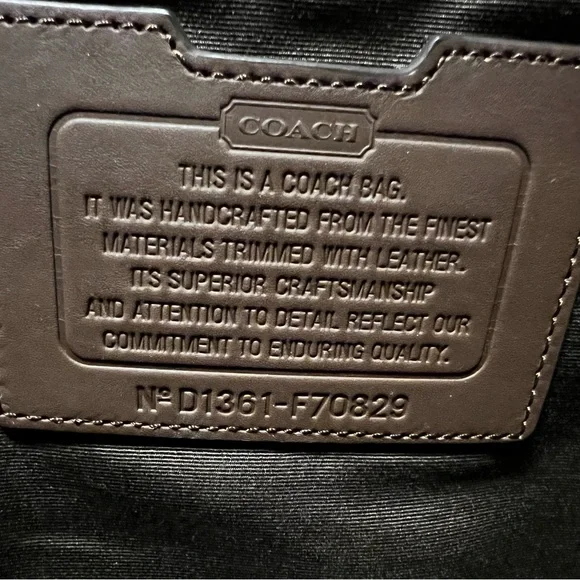 COACH
THIS IS A COACH BAG.
IT WAS HANDCRAFTED FROM THE FINEST
MATERIALS TRIMMED WITH LEATHER.
ITS SUPERIOR CRAFTSMANSHIP
AND ATTENTION TO DETAIL REFLECT OUR
COMMITMENT TO ENDURING QUALITY.
Nº D1361-F70829